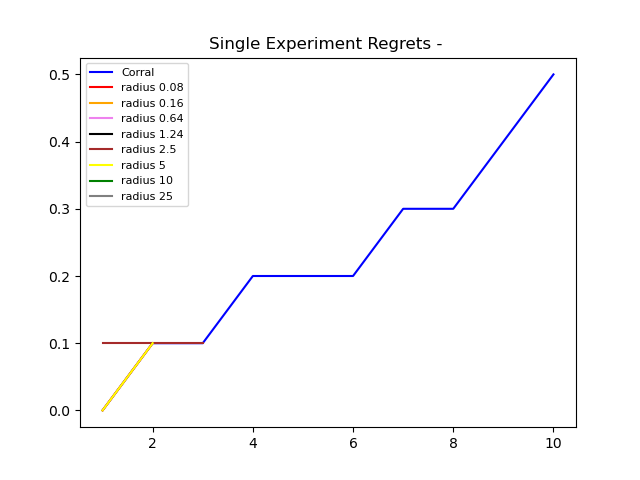 Single Experiment Regrets -
Corral
radius 0.08
radius 0.16
radius 0.64
radius 1.24
radius 2.5
radius 5
radius 10
radius 25
0.5
0.4
0.3
0.2
0.1
0.0
2 4 6 8 10